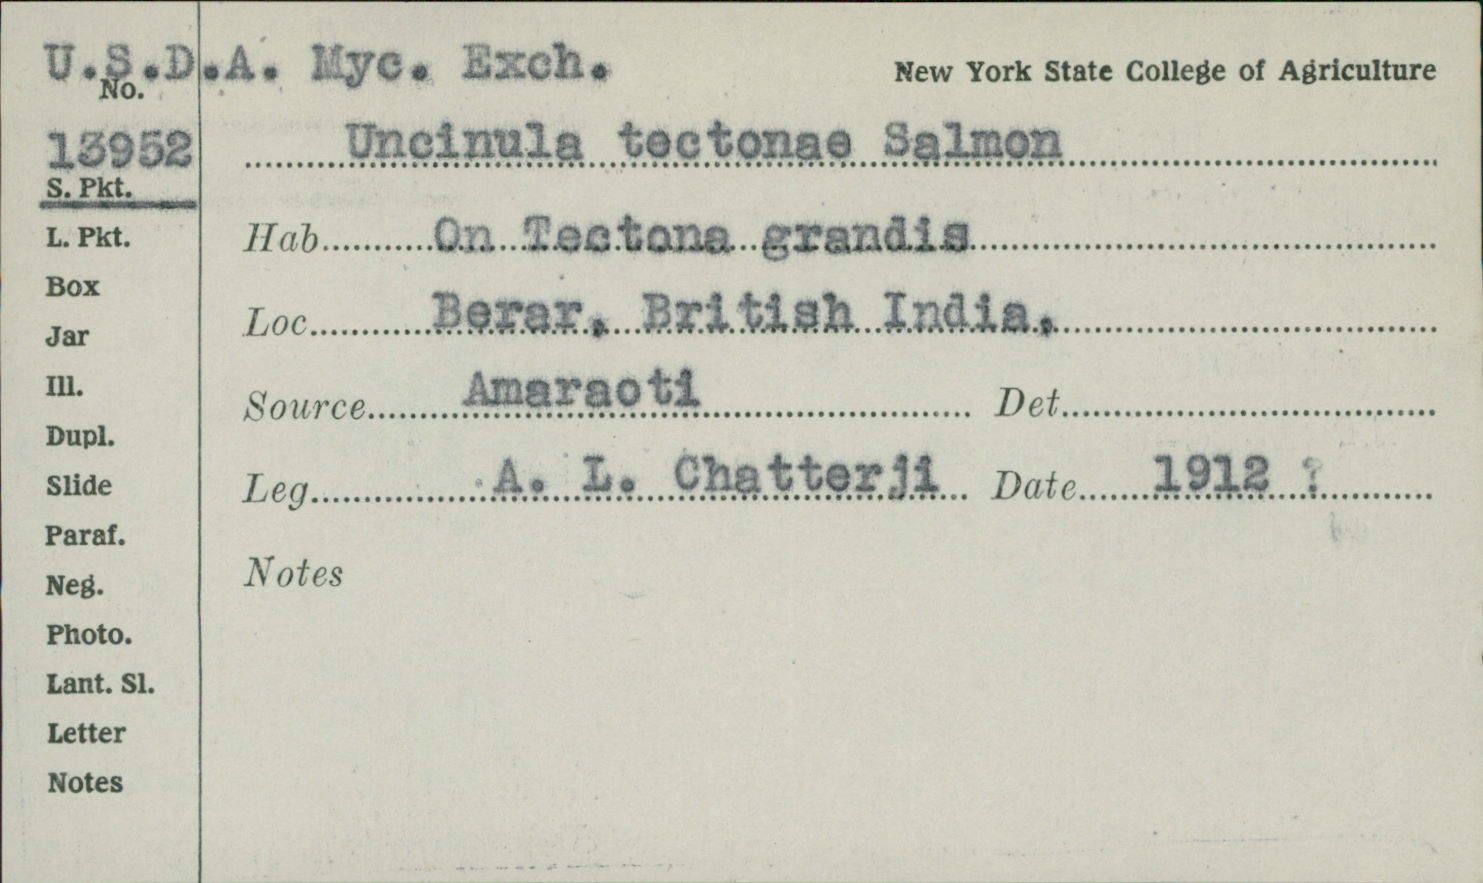 U.S.D.A. Myc. Exch.
New York State College of Agriculture
No.
13952
Uncinula tectonae Salmon
S. Pkt.
L. Pkt.
Box
Jar
Ill.
Dupl.
Slide
Paraf.
Neg.
Photo.
Lant. Sl.
Letter
Notes
Hab. On Tectona grandis
Loc. Berar, British India,
Source Amaraoti Det.
Leg. A. L. Chatterji Date 1912 ?
Notes